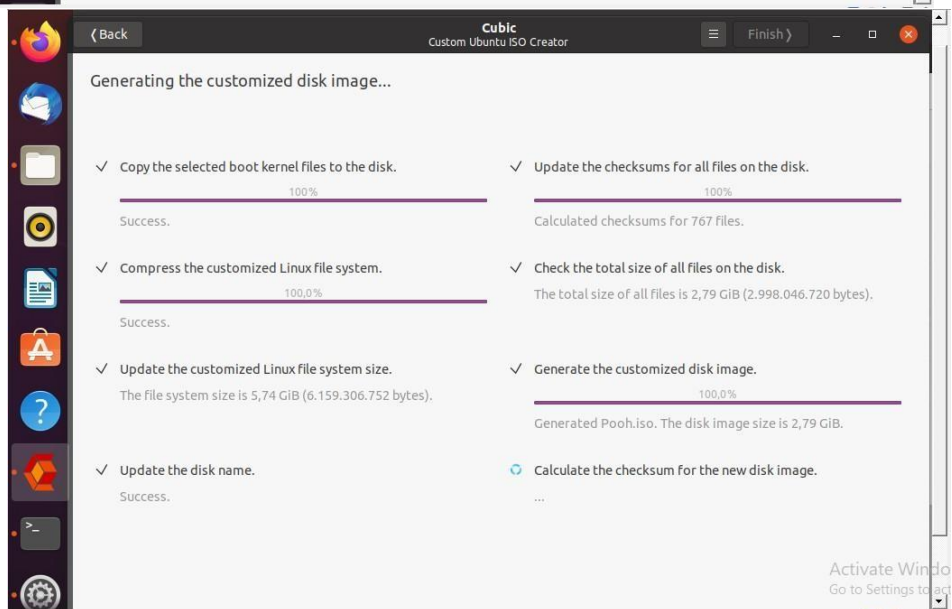 Back
Cubic
Custom Ubuntu ISO Creator
Finish
Generating the customized disk image...
Copy the selected boot kernel files to the disk.
100%
Success.
Compress the customized Linux file system.
100,0%
Success.
Update the customized Linux file system size.
The file system size is 5,74 GiB (6.159.306.752 bytes).
Update the disk name.
Success.
Update the checksums for all files on the disk.
100%
Calculated checksums for 767 files.
Check the total size of all files on the disk.
The total size of all files is 2,79 GiB (2.998.046.720 bytes).
Generate the customized disk image.
100,0%
Generated Pooh.iso. The disk image size is 2,79 GiB.
Calculate the checksum for the new disk image.
...
Activate Windo
Go to Settings to act